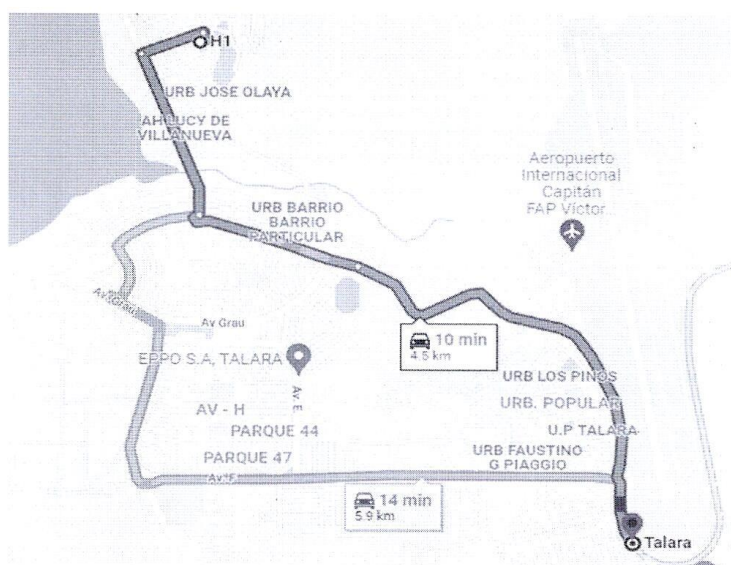 H1
URB JOSE OLAYA
AH LUCY DE
VILLANUEVA
Aeropuerto
Internacional
Capitán
FAP Víctor...
URB BARRIO
BARRIO
PARTICULAR
Av. Grau
Av Grau
10 min
4.5 km
EPPO S.A, TALARA
Av. E
URB LOS PINOS
AV - H
URB. POPULAR
PARQUE 44
U.P TALARA
PARQUE 47
URB FAUSTINO
G PIAGGIO
Av. "F"
14 min
5.9 km
Talara